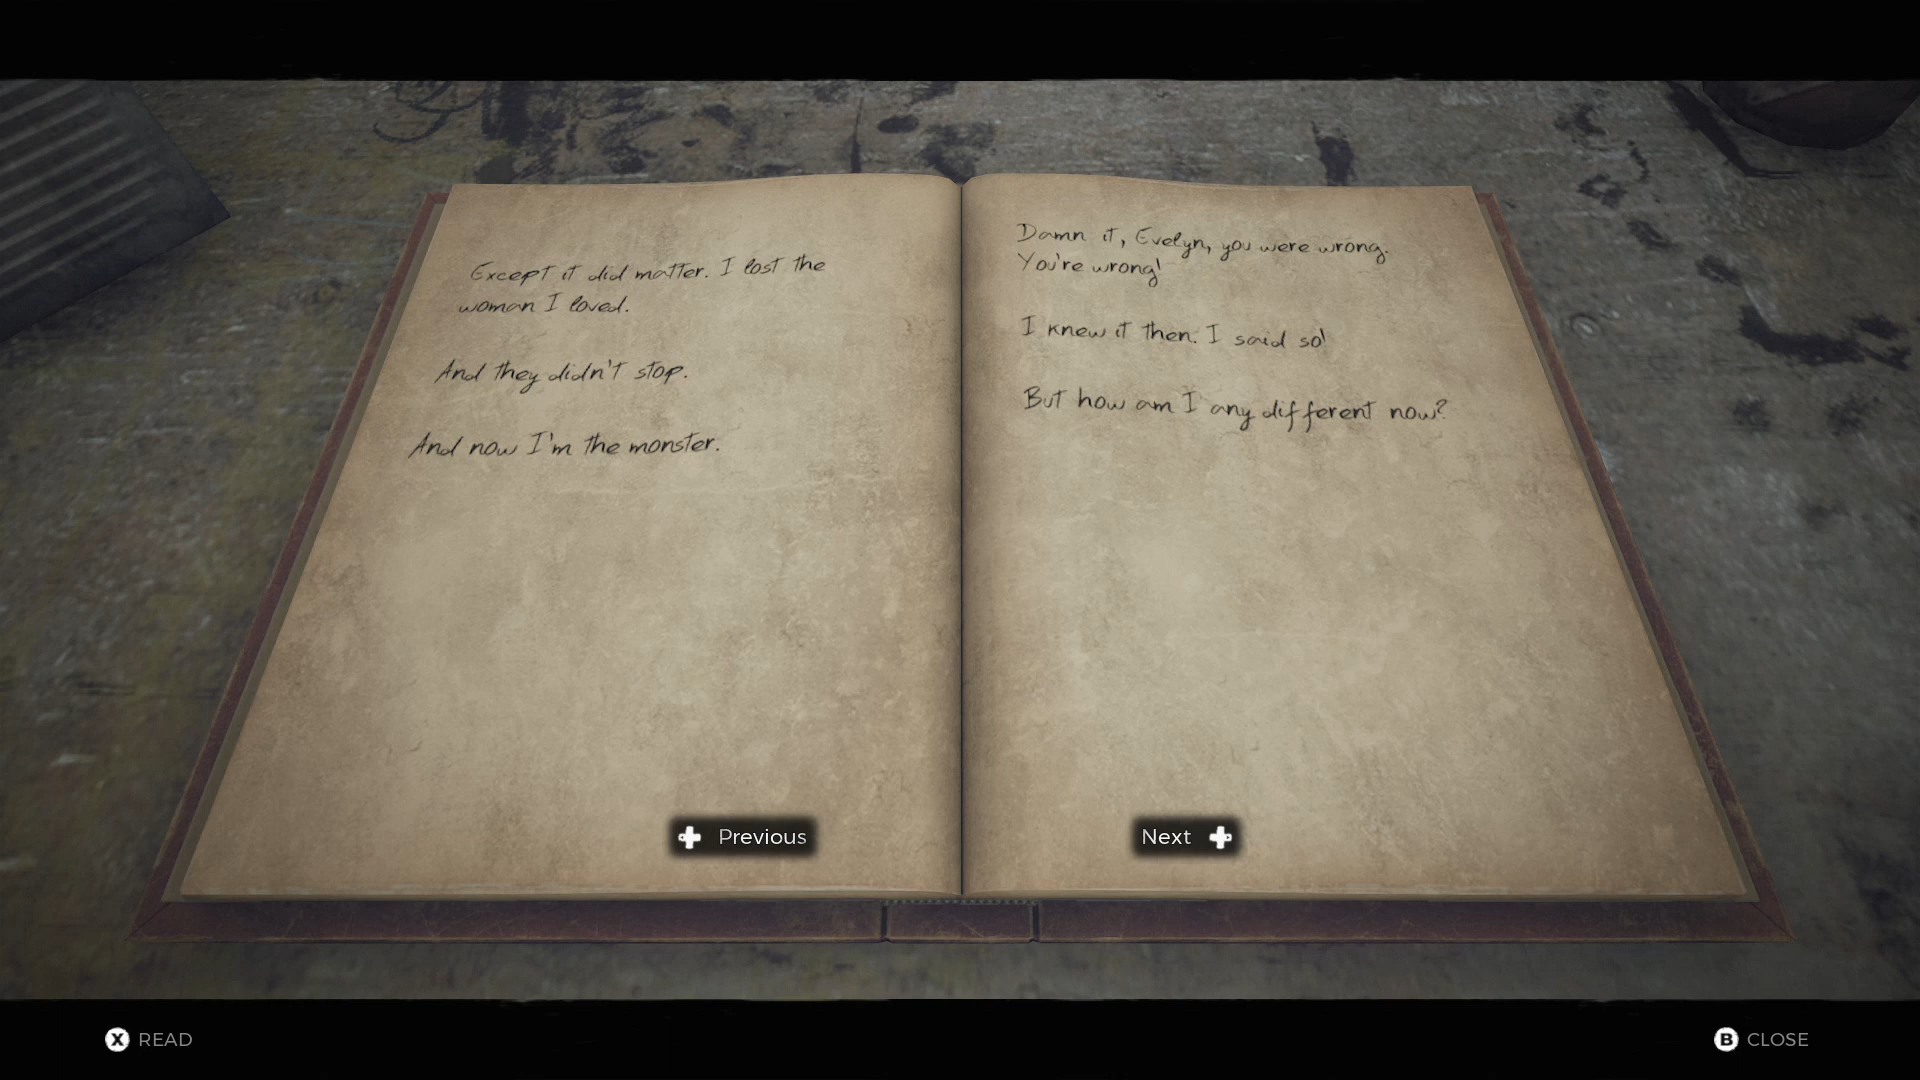 Except it did matter. I lost the
woman I loved.
And they didn't stop.
And now I'm the monster.
Damn it, Evelyn, you were wrong.
You're wrong!
I knew it then. I said so!
But how am I any different now?
Previous
Next
X READ
B CLOSE